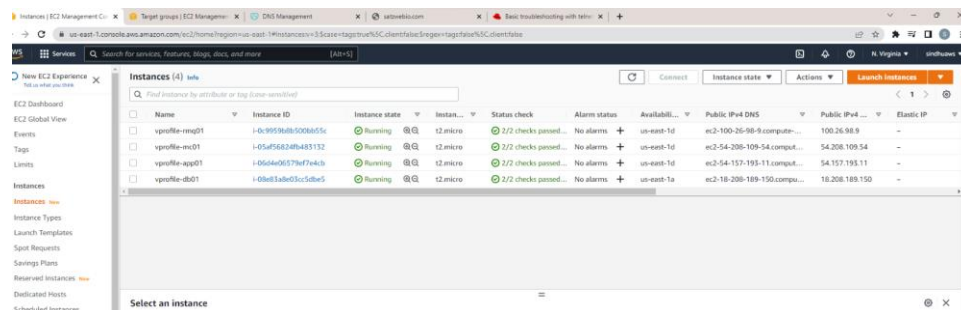 Instances | EC2 Management Con
Target groups | EC2 Management
DNS Management
satowebio.com
Basic troubleshooting with telnet
us-east-1.console.aws.amazon.com/ec2/home?region=us-east-1#Instances:v=3;$case=tags:true%5C,client:false;$regex=tags:false%5C,client:false
Services
Search for services, features, blogs, docs, and more
[Alt+S]
N. Virginia
sindhuaws
New EC2 Experience
Tell us what you think
EC2 Dashboard
EC2 Global View
Events
Tags
Limits
Instances
Instances New
Instance Types
Launch Templates
Spot Requests
Savings Plans
Reserved Instances New
Dedicated Hosts
Scheduled Instances
Instances (4) Info
Connect
Instance state
Actions
Launch instances
Find instance by attribute or tag (case-sensitive)
1
Name Instance ID Instance state Instan... Status check Alarm status Availabili... Public IPv4 DNS Public IPv4 ... Elastic IP
vprofile-rmq01 i-0c9959b8b500bb55c Running t2.micro 2/2 checks passed... No alarms + us-east-1d ec2-100-26-98-9.compute-... 100.26.98.9 –
vprofile-mc01 i-05af56824fb483132 Running t2.micro 2/2 checks passed... No alarms + us-east-1d ec2-54-208-109-54.comput... 54.208.109.54 –
vprofile-app01 i-06d4e06579ef7e4cb Running t2.micro 2/2 checks passed... No alarms + us-east-1d ec2-54-157-193-11.comput... 54.157.193.11 –
vprofile-db01 i-08e83a8e03cc5dbe5 Running t2.micro 2/2 checks passed... No alarms + us-east-1a ec2-18-208-189-150.compu... 18.208.189.150 –
Select an instance